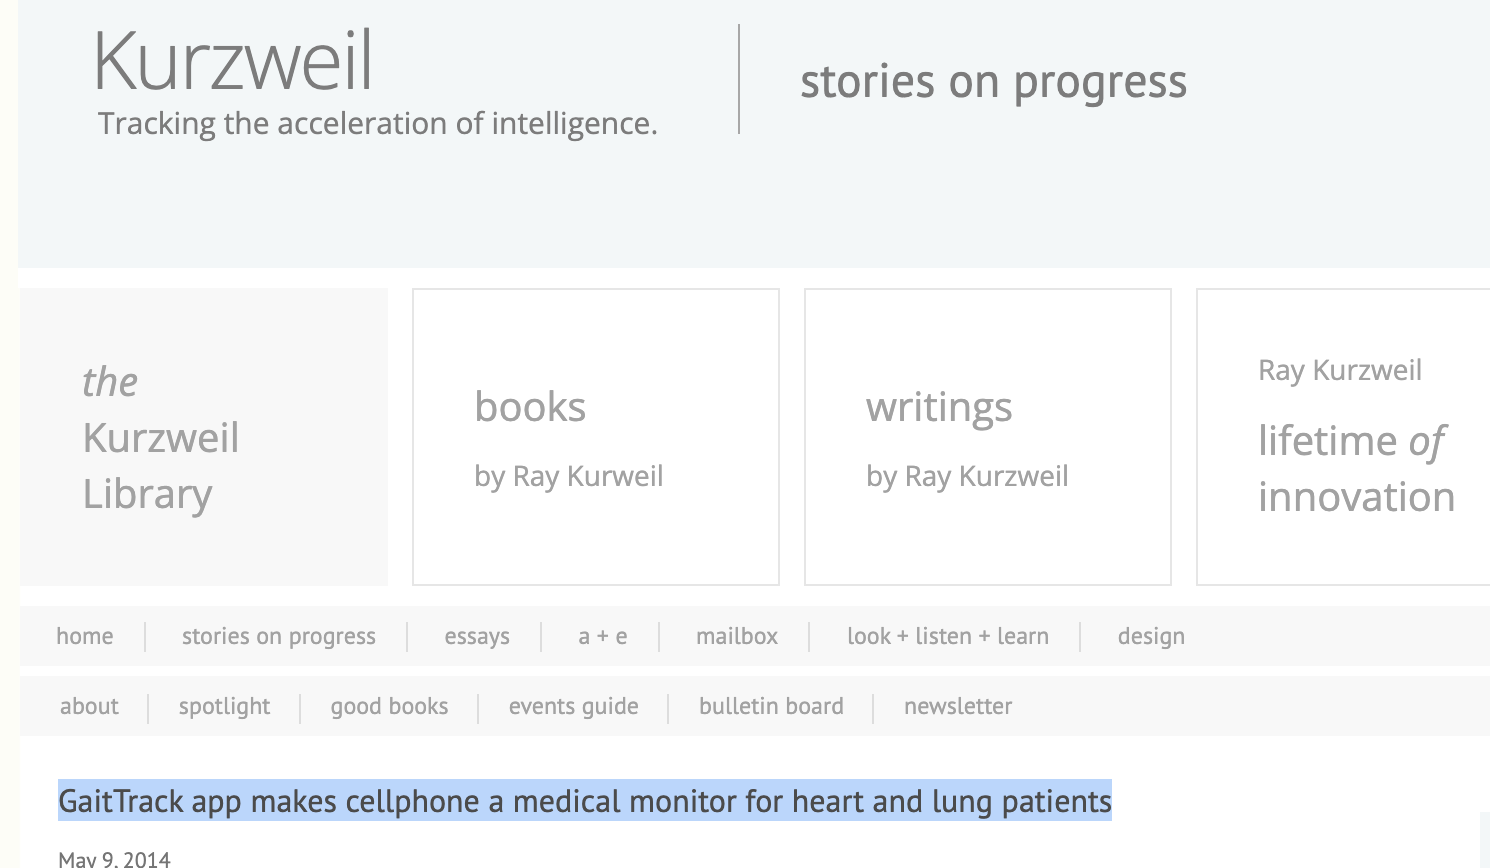 Kurzweil
Tracking the acceleration of intelligence.
stories on progress
the
Kurzweil
Library
books
by Ray Kurweil
writings
by Ray Kurzweil
Ray Kurzweil
lifetime of
innovation
home
stories on progress
essays
a + e
mailbox
look + listen + learn
design
about
spotlight
good books
events guide
bulletin board
newsletter
GaitTrack app makes cellphone a medical monitor for heart and lung patients
May 9, 2014